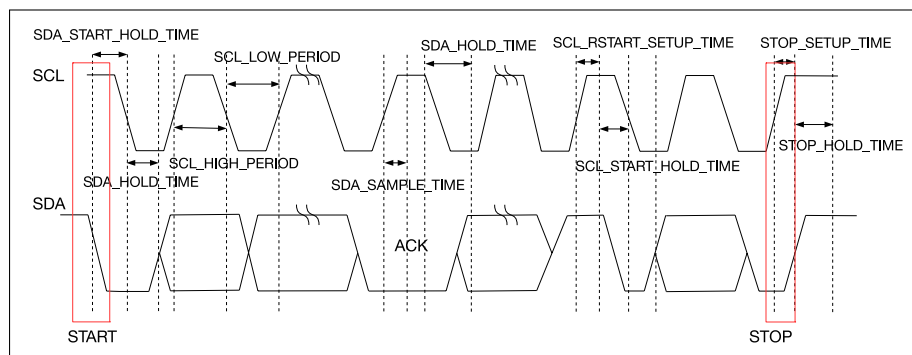 SDA_START_HOLD_TIME
SCL_LOW_PERIOD
SDA_HOLD_TIME
SCL_RSTART_SETUP_TIME
STOP_SETUP_TIME
SCL
SCL_HIGH_PERIOD
SCL_START_HOLD_TIME
STOP_HOLD_TIME
SDA_HOLD_TIME
SDA_SAMPLE_TIME
SDA
ACK
START
STOP